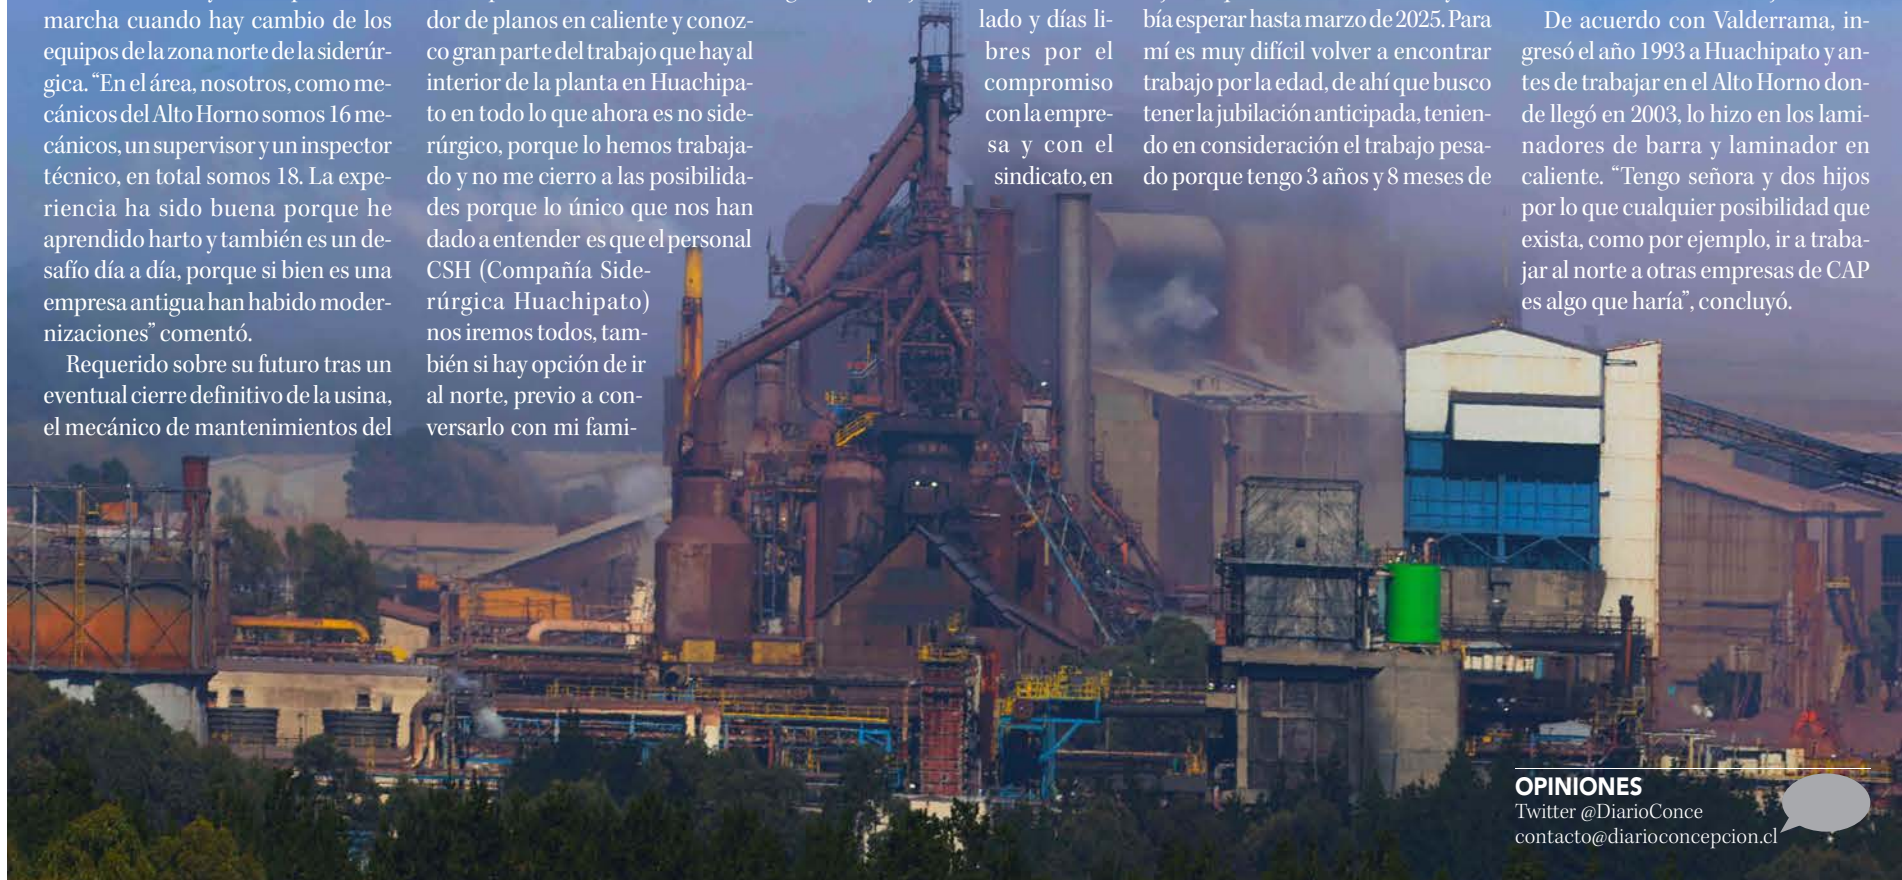 marcha cuando hay cambio de los
equipos de la zona norte de la siderúr-
gica. “En el área, nosotros, como me-
cánicos del Alto Horno somos 16 me-
cánicos, un supervisor y un inspector
técnico, en total somos 18. La expe-
riencia ha sido buena porque he
aprendido harto y también es un de-
safío día a día, porque si bien es una
empresa antigua han habido moder-
nizaciones” comentó.
Requerido sobre su futuro tras un
eventual cierre definitivo de la usina,
el mecánico de mantenimientos del
dor de planos en caliente y conoz-
co gran parte del trabajo que hay al
interior de la planta en Huachipa-
to en todo lo que ahora es no side-
rúrgico, porque lo hemos trabaja-
do y no me cierro a las posibilida-
des porque lo único que nos han
dado a entender es que el personal
CSH (Compañía Side-
rúrgica Huachipato)
nos iremos todos, tam-
bién si hay opción de ir
al norte, previo a con-
versarlo con mi fami-
lado y días li-
bres por el
compromiso
con la empre-
sa y con el
sindicato, en
bía esperar hasta marzo de 2025. Para
mí es muy difícil volver a encontrar
trabajo por la edad, de ahí que busco
tener la jubilación anticipada, tenien-
do en consideración el trabajo pesa-
do porque tengo 3 años y 8 meses de
De acuerdo con Valderrama, in-
gresó el año 1993 a Huachipato y an-
tes de trabajar en el Alto Horno don-
de llegó en 2003, lo hizo en los lami-
nadores de barra y laminador en
caliente. “Tengo señora y dos hijos
por lo que cualquier posibilidad que
exista, como por ejemplo, ir a traba-
jar al norte a otras empresas de CAP
es algo que haría”, concluyó.
OPINIONES
Twitter @DiarioConce
contacto@diarioconcepcion.cl